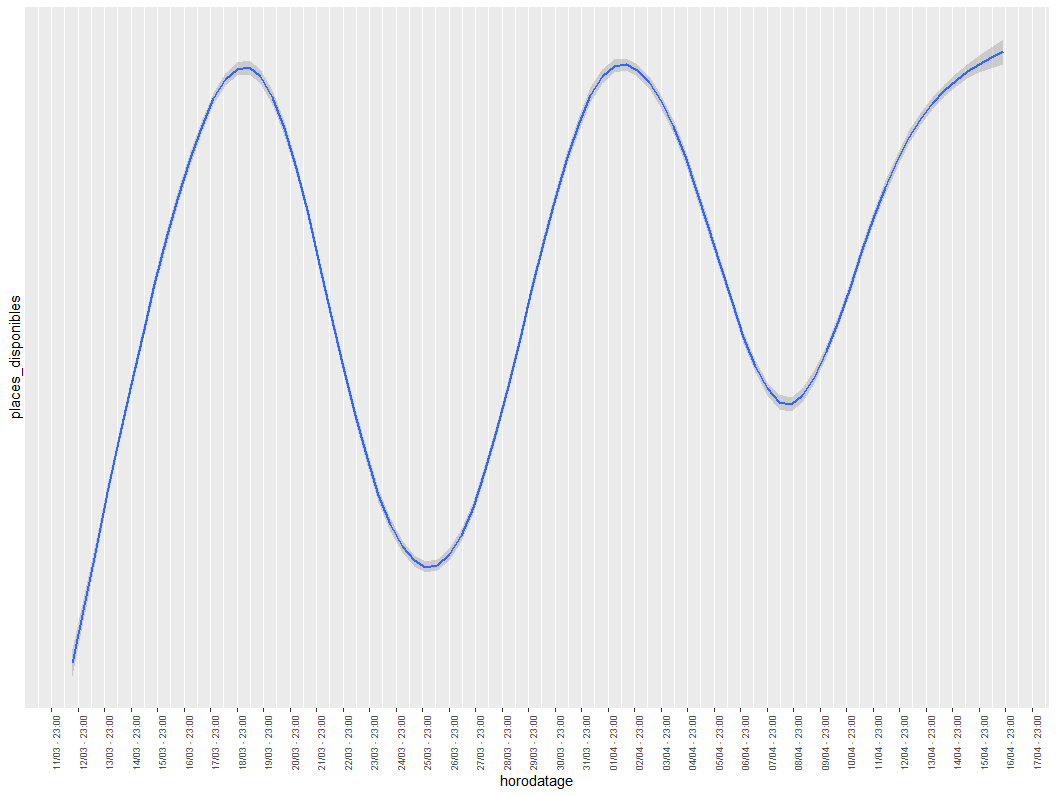 places_disponibles
11/03 - 23:00
12/03 - 23:00
13/03 - 23:00
14/03 - 23:00
15/03 - 23:00
16/03 - 23:00
17/03 - 23:00
18/03 - 23:00
19/03 - 23:00
20/03 - 23:00
21/03 - 23:00
22/03 - 23:00
23/03 - 23:00
24/03 - 23:00
25/03 - 23:00
26/03 - 23:00
27/03 - 23:00
28/03 - 23:00
29/03 - 23:00
30/03 - 23:00
31/03 - 23:00
01/04 - 23:00
02/04 - 23:00
03/04 - 23:00
04/04 - 23:00
05/04 - 23:00
06/04 - 23:00
07/04 - 23:00
08/04 - 23:00
09/04 - 23:00
10/04 - 23:00
11/04 - 23:00
12/04 - 23:00
13/04 - 23:00
14/04 - 23:00
15/04 - 23:00
16/04 - 23:00
17/04 - 23:00
horodatage